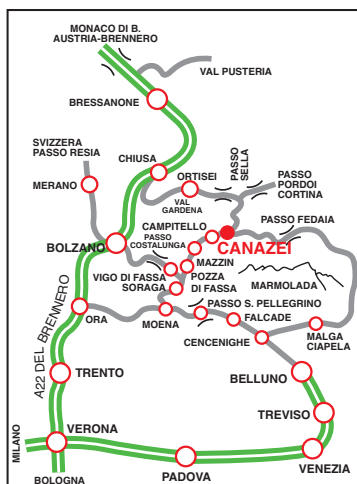 MONACO DI B.
AUSTRIA-BRENNERO
VAL PUSTERIA
BRESSANONE
SVIZZERA
PASSO RESIA
CHIUSA
ORTISEI
PASSO
SELLA
PASSO
PORDOI
CORTINA
MERANO
VAL
GARDENA
CAMPITELLO
PASSO FEDAIA
BOLZANO
PASSO
COSTALUNGA
CANAZEI
MAZZIN
VIGO DI FASSA
POZZA
DI FASSA
SORAGA
MARMOLADA
A22 DEL BRENNERO
ORA
MOENA
PASSO S. PELLEGRINO
FALCADE
CENCENIGHE
MALGA
CIAPELA
TRENTO
BELLUNO
TREVISO
VERONA
MILANO
BOLOGNA
PADOVA
VENEZIA